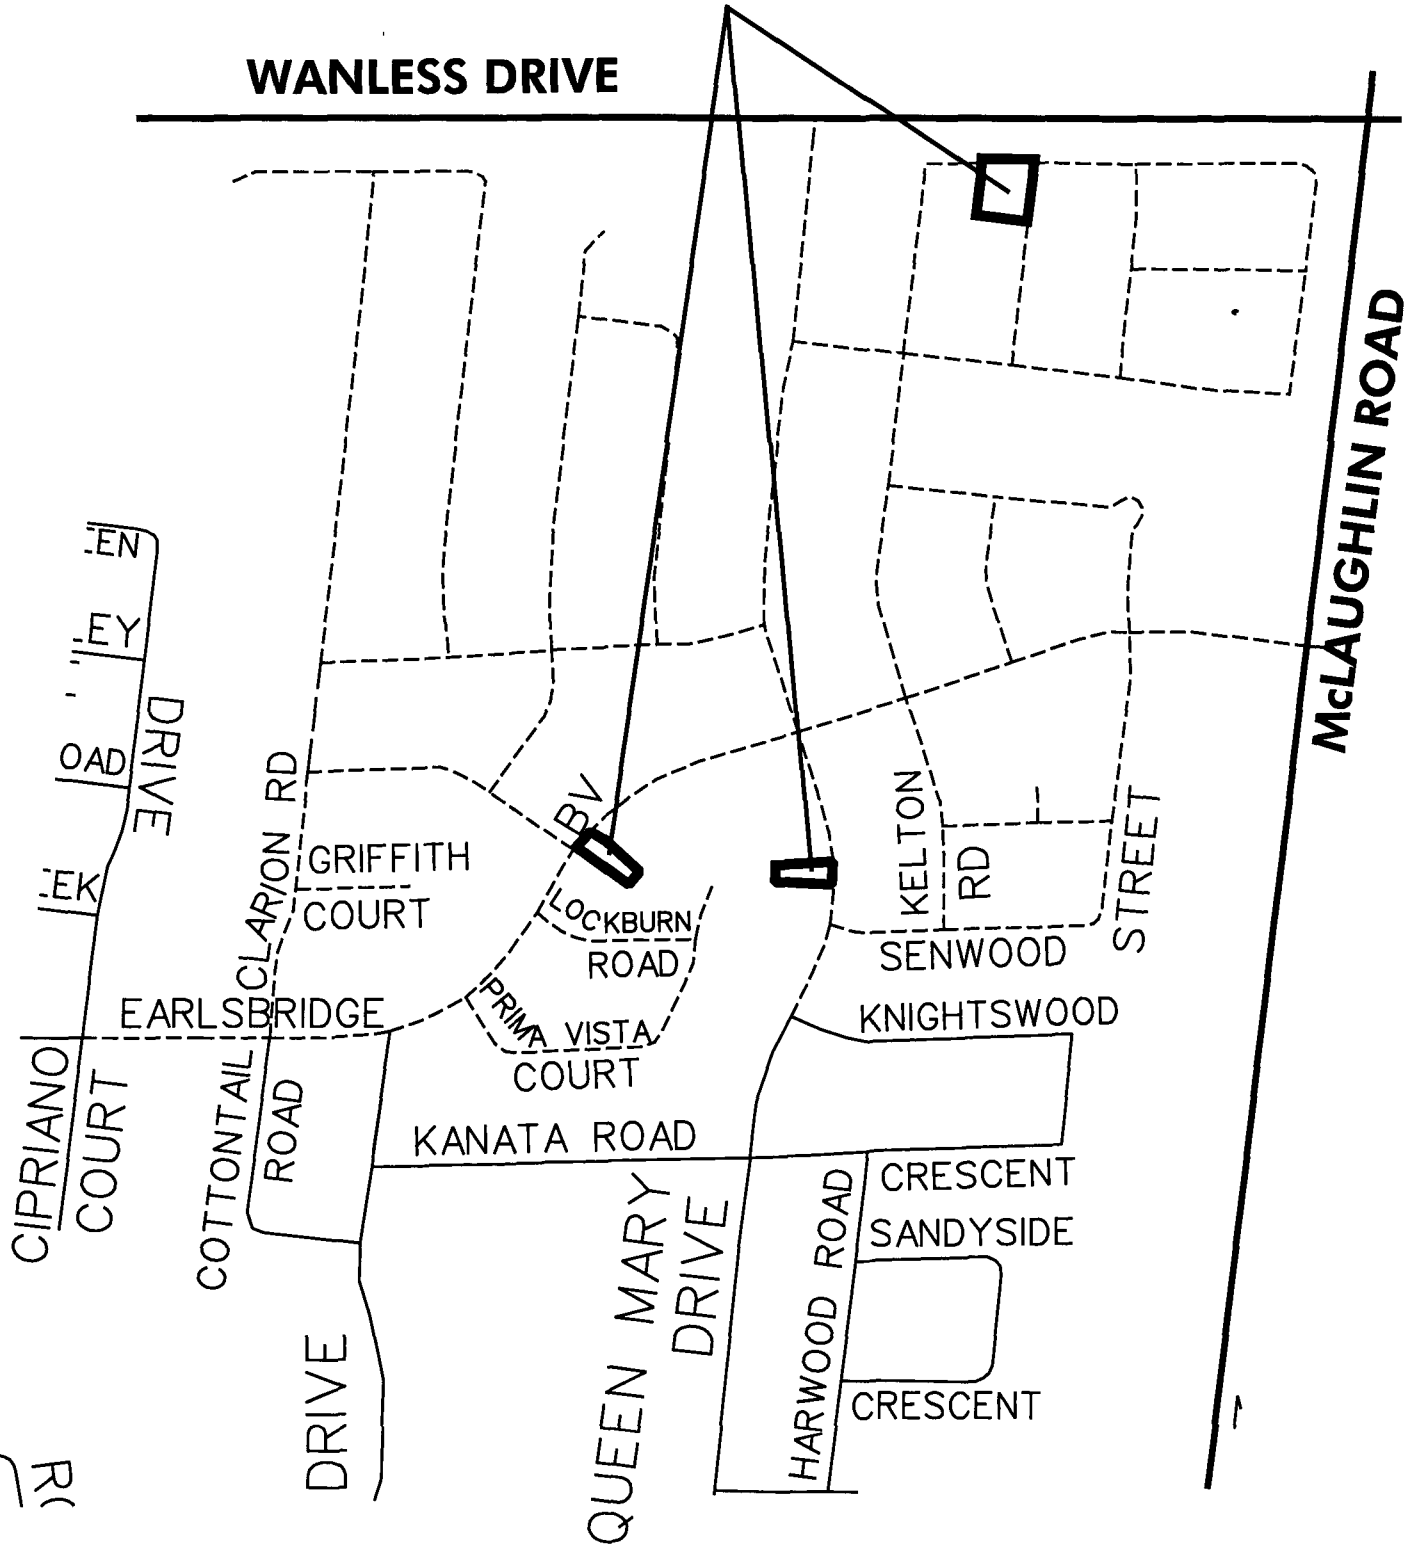 WANLESS DRIVE
McLAUGHLIN ROAD
EN
EY
DRIVE
OAD
EK
CLARION RD
GRIFFITH
COURT
BV
LOCKBURN
ROAD
KELTON
RD
STREET
SENWOOD
EARLSBRIDGE
PRIMA VISTA
COURT
KNIGHTSWOOD
CIPRIANO
COURT
COTTONTAIL
ROAD
KANATA ROAD
CRESCENT
QUEEN MARY
DRIVE
HARWOOD ROAD
SANDYSIDE
CRESCENT
DRIVE